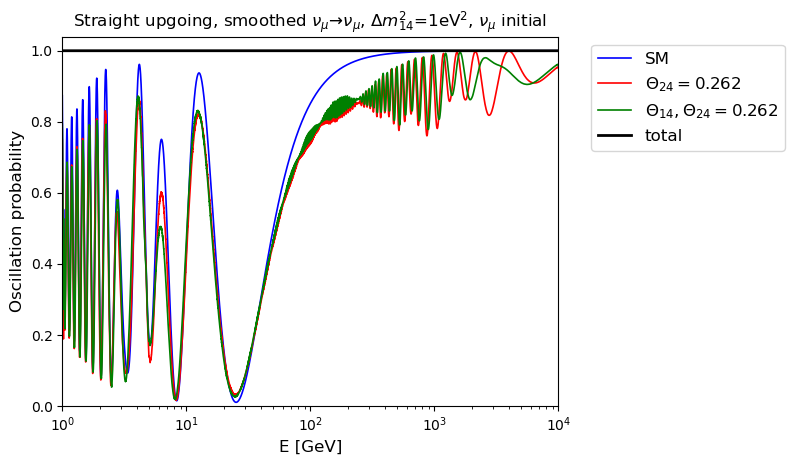 Straight upgoing, smoothed νμ→νμ, Δm²₁₄=1eV², νμ initial
Oscillation probability
1.0
0.8
0.6
0.4
0.2
0.0
10⁰ 10¹ 10² 10³ 10⁴
E [GeV]
SM
Θ₂₄ = 0.262
Θ₁₄, Θ₂₄ = 0.262
total